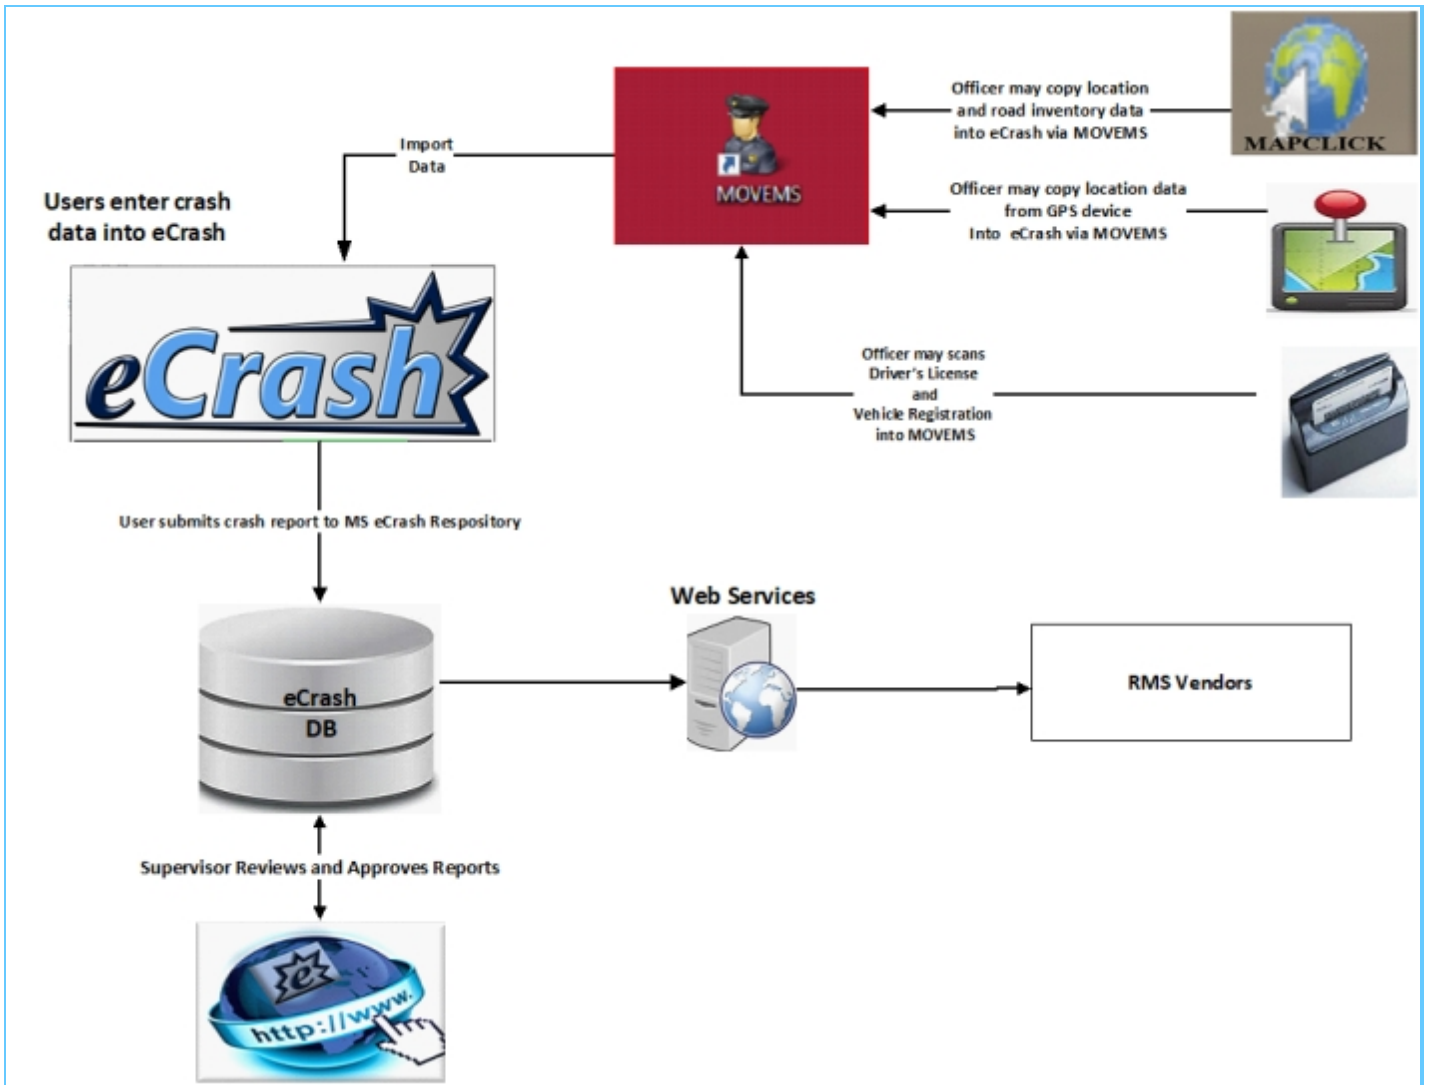 Officer may copy location
and road inventory data
into eCrash via MOVEMS
MAPCLICK
Import
Data
MOVEMS
Officer may copy location data
from GPS device
Into eCrash via MOVEMS
Users enter crash
data into eCrash
eCrash
Officer may scans
Driver's License
and
Vehicle Registration
into MOVEMS
User submits crash report to MS eCrash Respository
Web Services
eCrash
DB
RMS Vendors
Supervisor Reviews and Approves Reports
e
http://www.